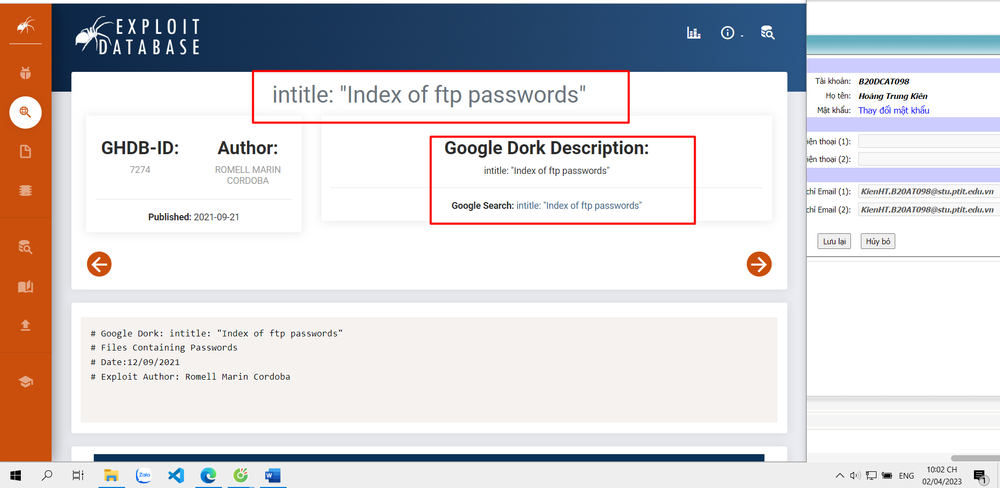 EXPLOIT
DATABASE
intitle: "Index of ftp passwords"
GHDB-ID:
7274
Author:
ROMELL MARIN
CORDOBA
Published: 2021-09-21
Google Dork Description:
intitle: "Index of ftp passwords"
Google Search: intitle: "Index of ftp passwords"
# Google Dork: intitle: "Index of ftp passwords"
# Files Containing Passwords
# Date:12/09/2021
# Exploit Author: Romell Marin Cordoba
Tài khoản: B20DCAT098
Họ tên: Hoàng Trung Kiên
Mật khẩu: Thay đổi mật khẩu
iện thoại (1):
iện thoại (2):
chỉ Email (1): KienHT.B20AT098@stu.ptit.edu.vn
chỉ Email (2): KienHT.B20AT098@stu.ptit.edu.vn
Lưu lại Hủy bỏ
Zalo
W
ENG
10:02 CH
02/04/2023
1